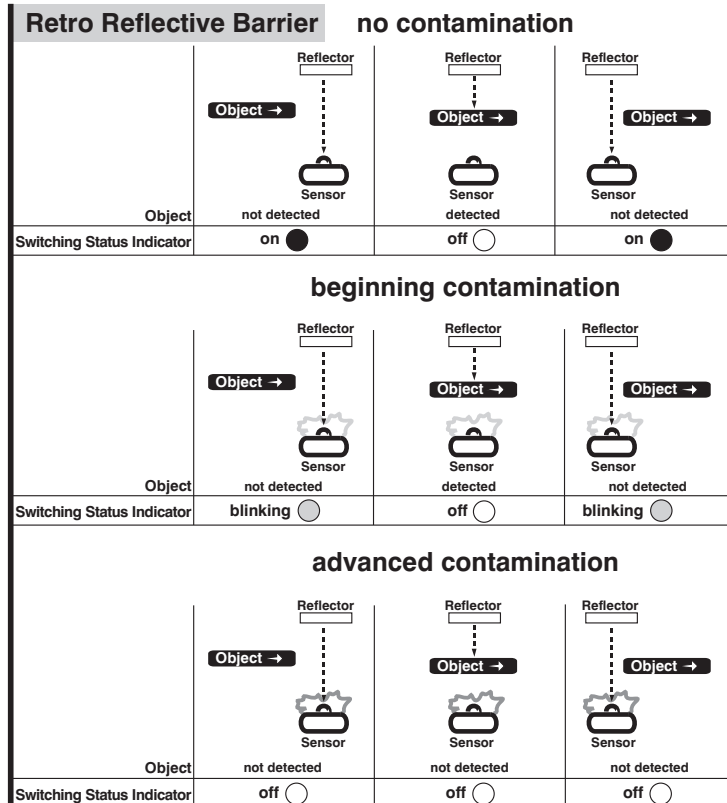 Retro Reflective Barrier no contamination
Reflector Reflector Reflector
Object → Object → Object →
Sensor Sensor Sensor
Object not detected detected not detected
Switching Status Indicator on off on
beginning contamination
Reflector Reflector Reflector
Object → Object → Object →
Sensor Sensor Sensor
Object not detected detected not detected
Switching Status Indicator blinking off blinking
advanced contamination
Reflector Reflector Reflector
Object → Object → Object →
Sensor Sensor Sensor
Object not detected not detected not detected
Switching Status Indicator off off off